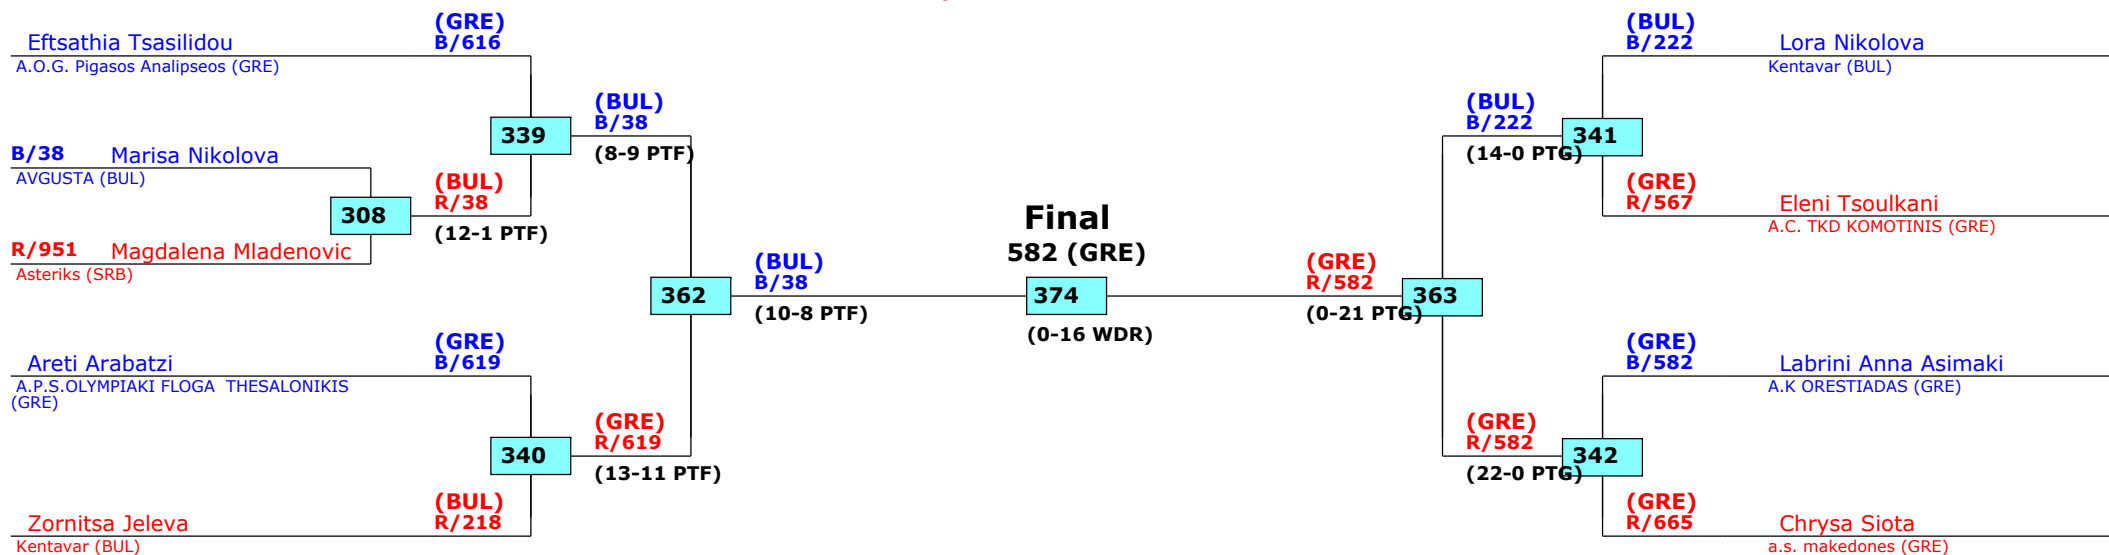 (GRE)
Eftsathia Tsasilidou B/616
A.O.G. Pigasos Analipseos (GRE)
339
(BUL)
B/38
(8-9 PTF)
B/38 Marisa Nikolova
AVGUSTA (BUL)
308
(BUL)
R/38
(12-1 PTF)
R/951 Magdalena Mladenovic
Asteriks (SRB)
362
(BUL)
B/38
(10-8 PTF)
(GRE)
Areti Arabatzi B/619
A.P.S.OLYMPIAKI FLOGA THESALONIKIS
(GRE)
340
(GRE)
R/619
(13-11 PTF)
(BUL)
Zornitsa Jeleva R/218
Kentavar (BUL)
Final
582 (GRE)
374
(0-16 WDR)
(BUL)
B/222 Lora Nikolova
Kentavar (BUL)
(BUL)
B/222
341
(14-0 PTG)
(GRE)
R/567 Eleni Tsoulkani
A.C. TKD KOMOTINIS (GRE)
(GRE)
R/582
363
(0-21 PTG)
(GRE)
B/582 Labrini Anna Asimaki
A.K ORESTIADAS (GRE)
(GRE)
R/582
342
(22-0 PTG)
(GRE)
R/665 Chrysa Siota
a.s. makedones (GRE)